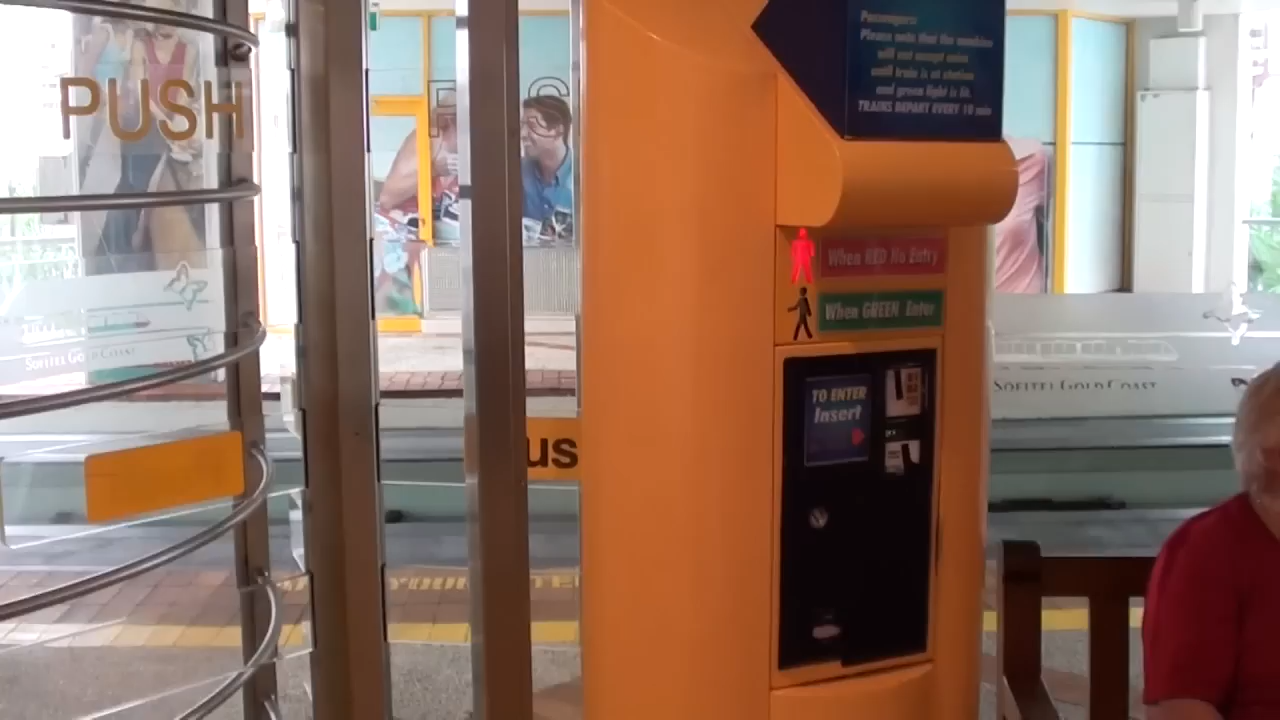 PUSH
Passengers
Please note that the machine
will not accept coins
until train is at station
and green light is lit.
TRAINS DEPART EVERY 10 min
When RED No Entry
When GREEN Enter
TO ENTER
Insert
us
SOFITEL GOLD COAST
SOFITEL GOLD COAST